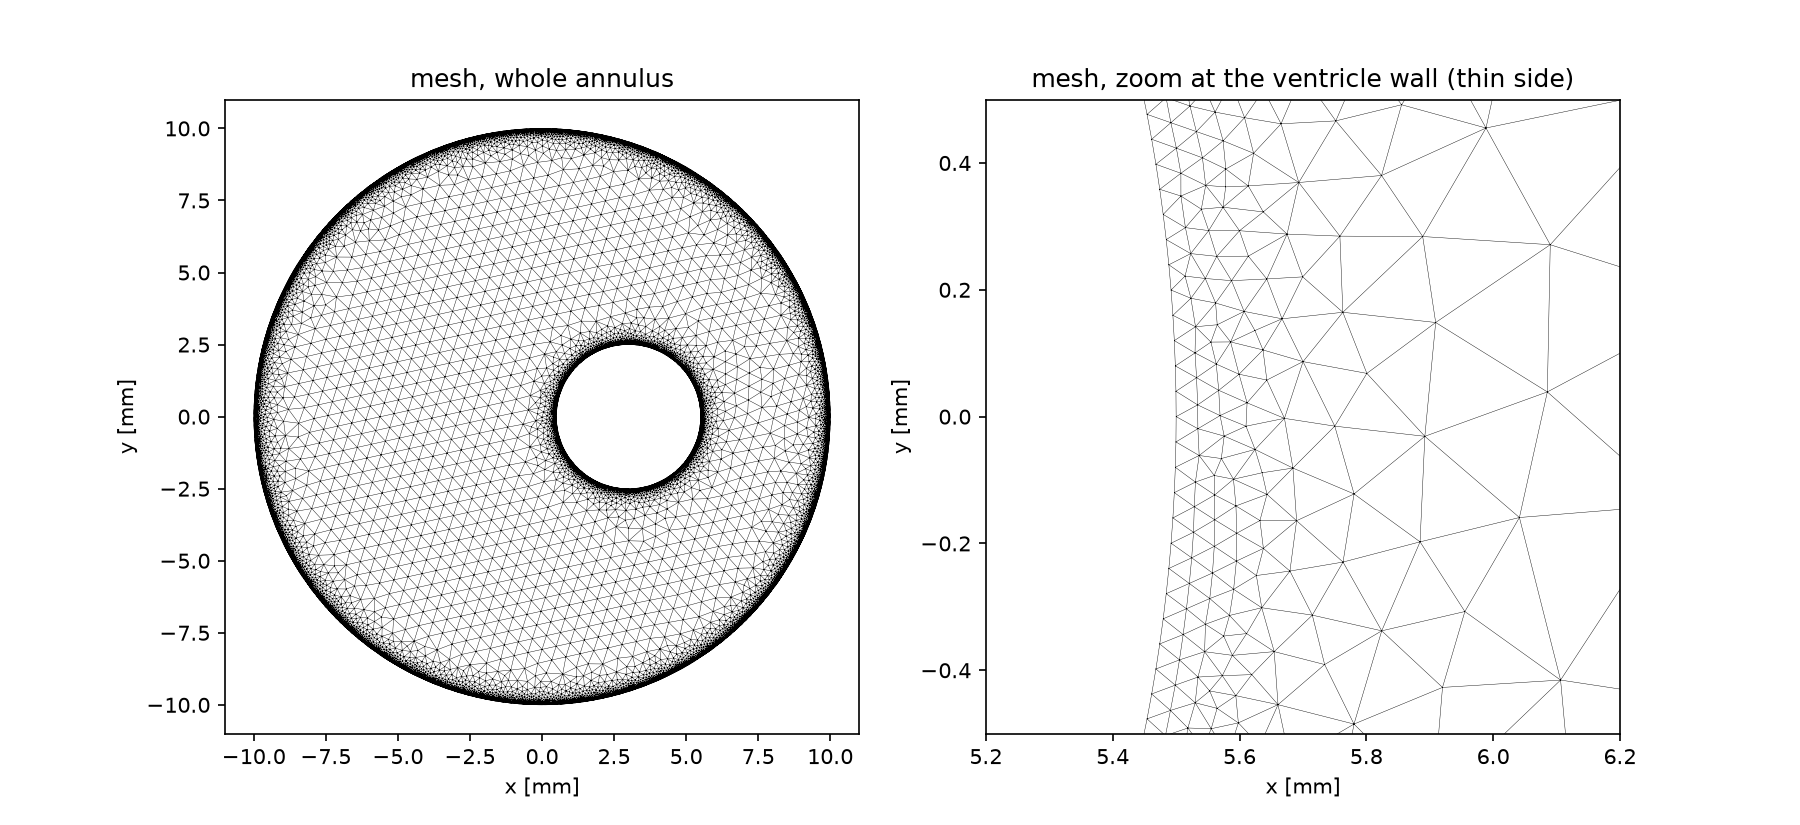 mesh, whole annulus
10.0
7.5
5.0
2.5
0.0
−2.5
−5.0
−7.5
−10.0
y [mm]
−10.0 −7.5 −5.0 −2.5 0.0 2.5 5.0 7.5 10.0
x [mm]
mesh, zoom at the ventricle wall (thin side)
0.4
0.2
0.0
−0.2
−0.4
y [mm]
5.2 5.4 5.6 5.8 6.0 6.2
x [mm]